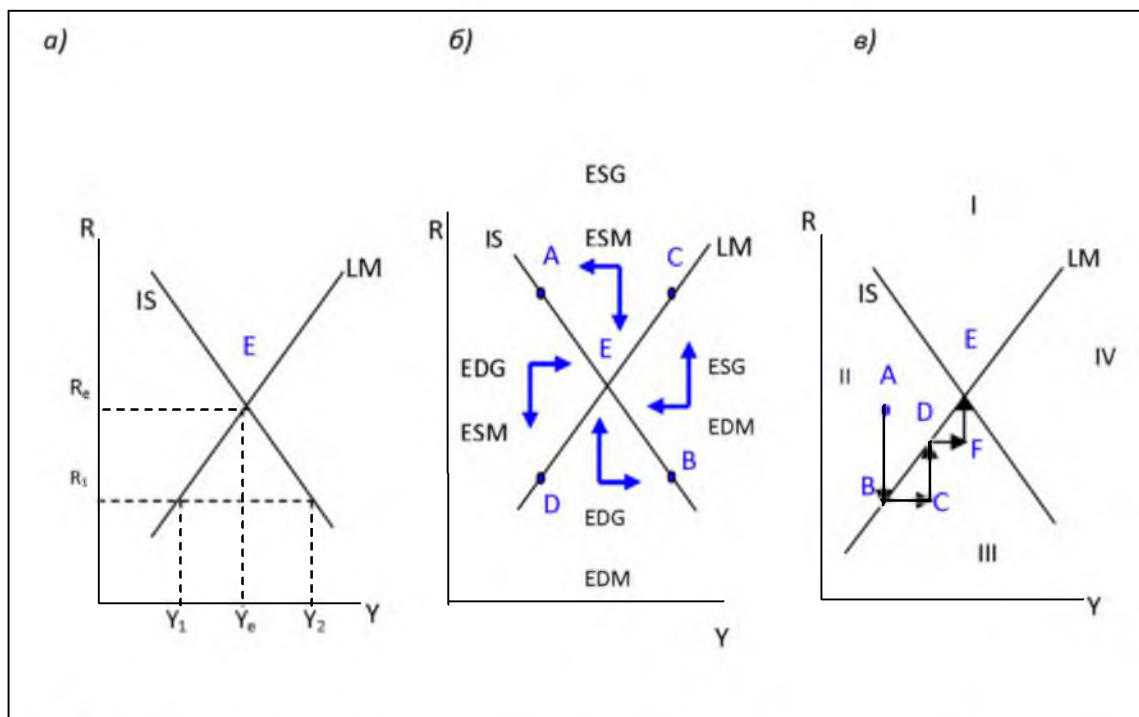 а)
R
IS
LM
E
Rₑ
R₁
Y₁
Yₑ
Y₂
Y
б)
ESG
R
IS
A
ESM
C
LM
EDG
E
ESG
ESM
EDM
B
D
EDG
EDM
Y
в)
I
R
LM
IS
E
IV
II
A
D
F
B
C
III
Y